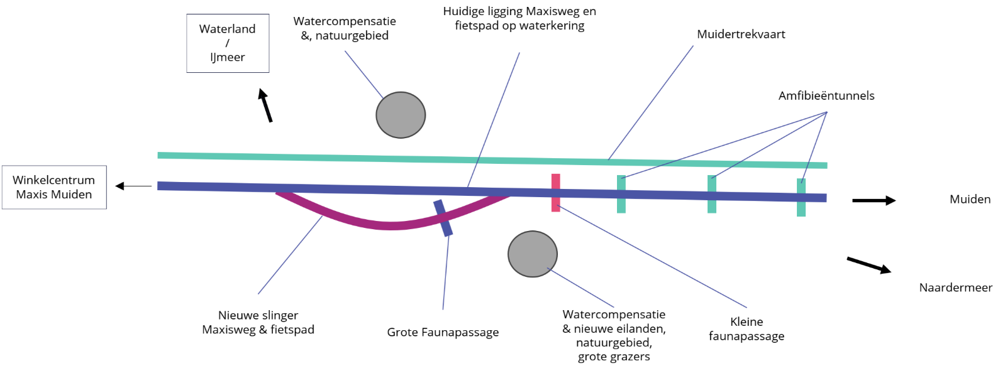 Huidige ligging Maxisweg en
fietspad op waterkering
Watercompensatie
&, natuurgebied
Waterland
/
IJmeer
Muidertrekvaart
Amfibieëntunnels
Winkelcentrum
Maxis Muiden
Muiden
Naardermeer
Nieuwe slinger
Maxisweg & fietspad
Grote Faunapassage
Watercompensatie
& nieuwe eilanden,
natuurgebied,
grote grazers
Kleine
faunapassage